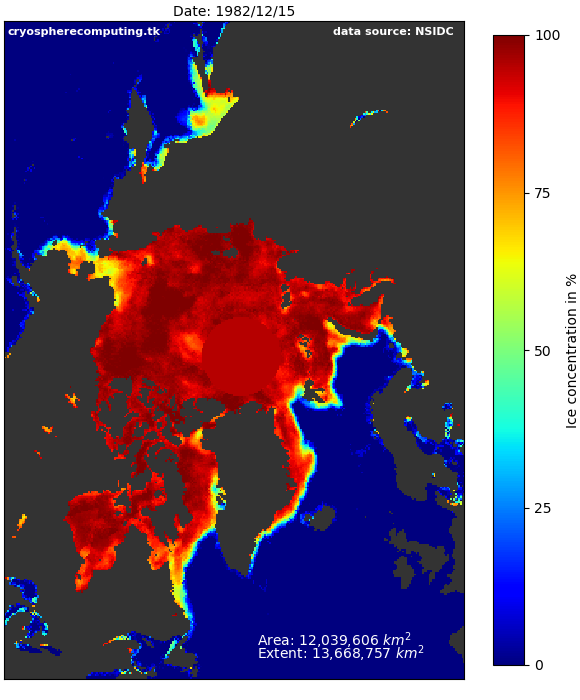 Date: 1982/12/15
cryospherecomputing.tk data source: NSIDC
100
75
50
25
0
Ice concentration in %
Area: 12,039,606 km²
Extent: 13,668,757 km²